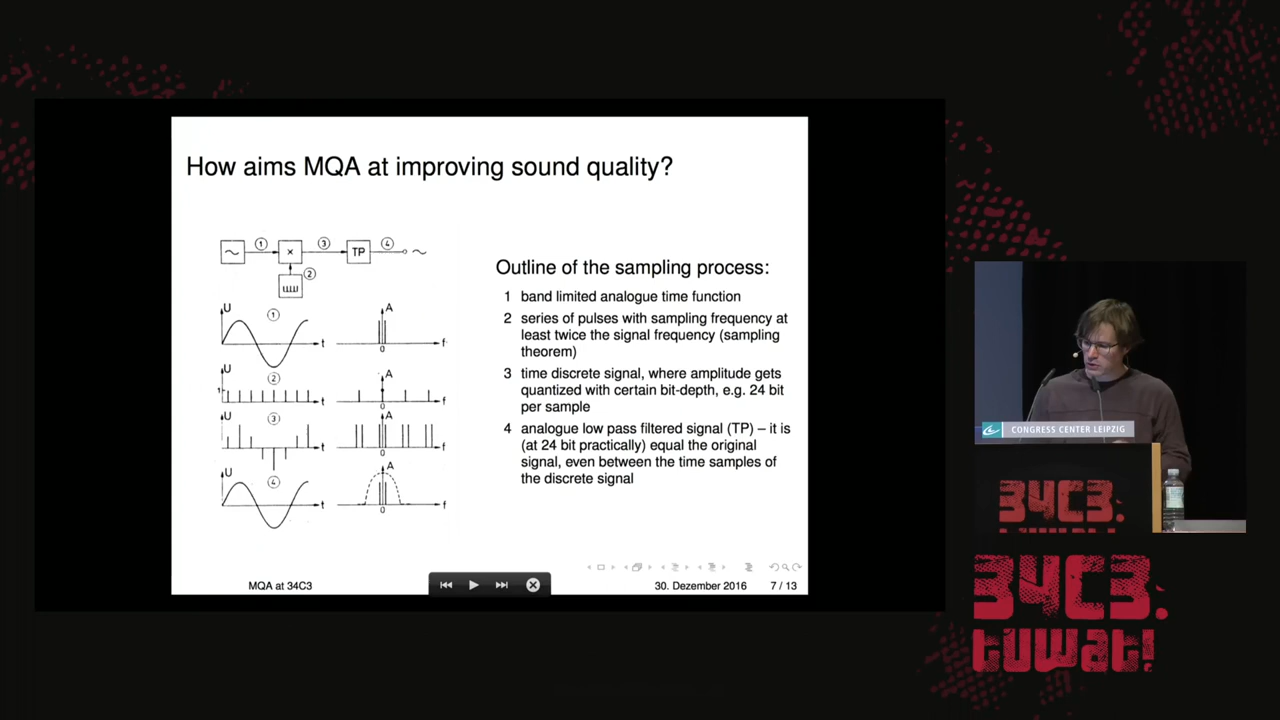 How aims MQA at improving sound quality?
1 3 4
× TP
2
U 1 A
t 0 f
U 2 A
1
t 0 f
U 3 A
t 0 f
U 4 A
t 0 f
Outline of the sampling process:
1 band limited analogue time function
2 series of pulses with sampling frequency at
least twice the signal frequency (sampling
theorem)
3 time discrete signal, where amplitude gets
quantized with certain bit-depth, e.g. 24 bit
per sample
4 analogue low pass filtered signal (TP) – it is
(at 24 bit practically) equal the original
signal, even between the time samples of
the discrete signal
MQA at 34C3
30. Dezember 2016 7 / 13
CONGRESS CENTER LEIPZIG
34C3.
34C3.
tuwat!